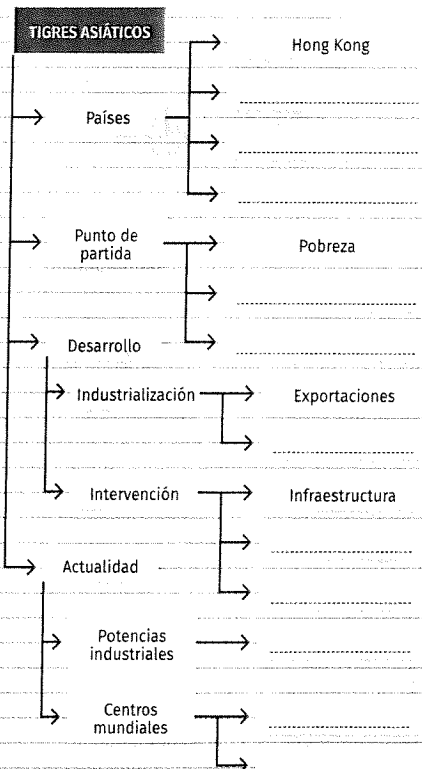 TIGRES ASIÁTICOS
Hong Kong
Países
Punto de
partida
Pobreza
Desarrollo
Industrialización
Exportaciones
Intervención
Infraestructura
Actualidad
Potencias
industriales
Centros
mundiales